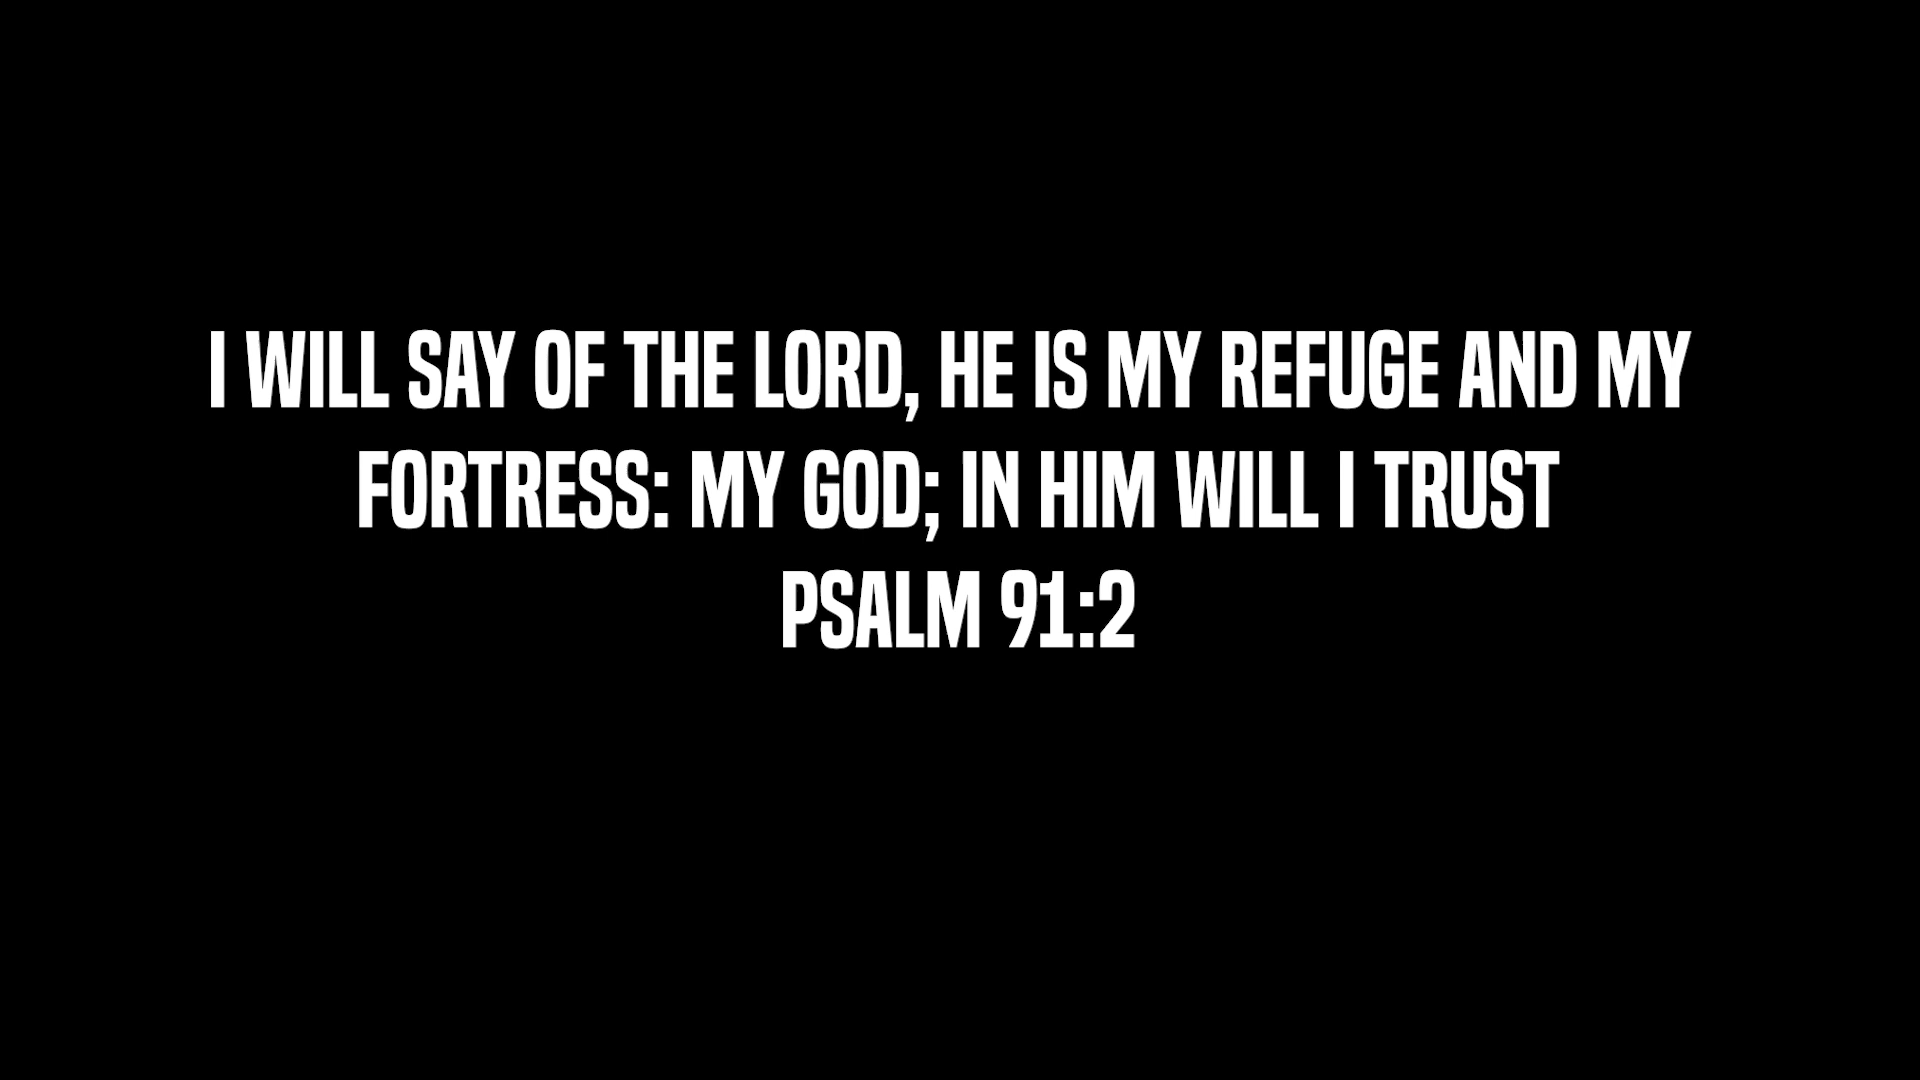 I WILL SAY OF THE LORD, HE IS MY REFUGE AND MY
FORTRESS: MY GOD; IN HIM WILL I TRUST
PSALM 91:2